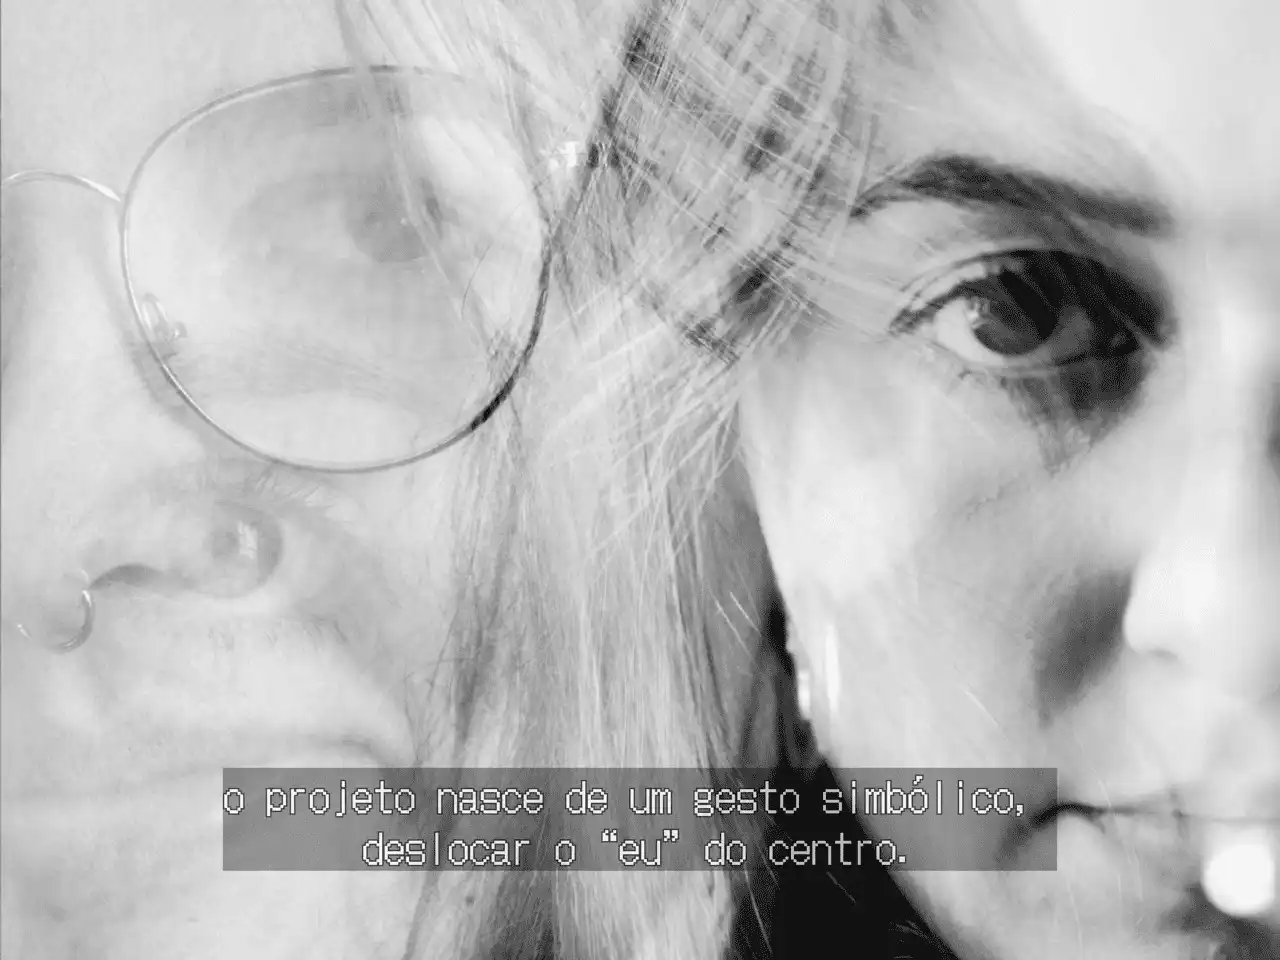 o projeto nasce de um gesto simbólico,
deslocar o “eu” do centro.